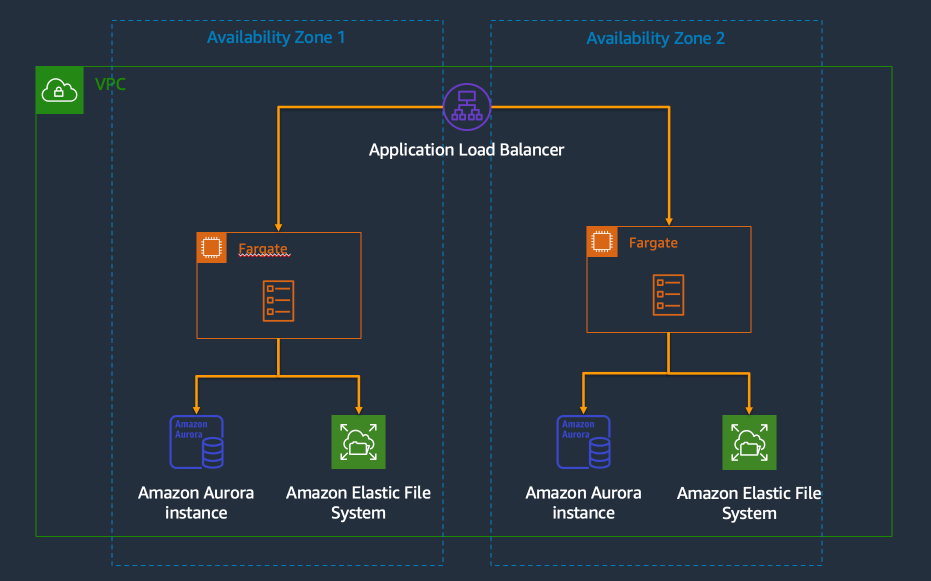 Availability Zone 1
Availability Zone 2
VPC
Application Load Balancer
Fargate
Fargate
Amazon
Aurora
Amazon
Aurora
Amazon Aurora
instance
Amazon Elastic File
System
Amazon Aurora
instance
Amazon Elastic File
System